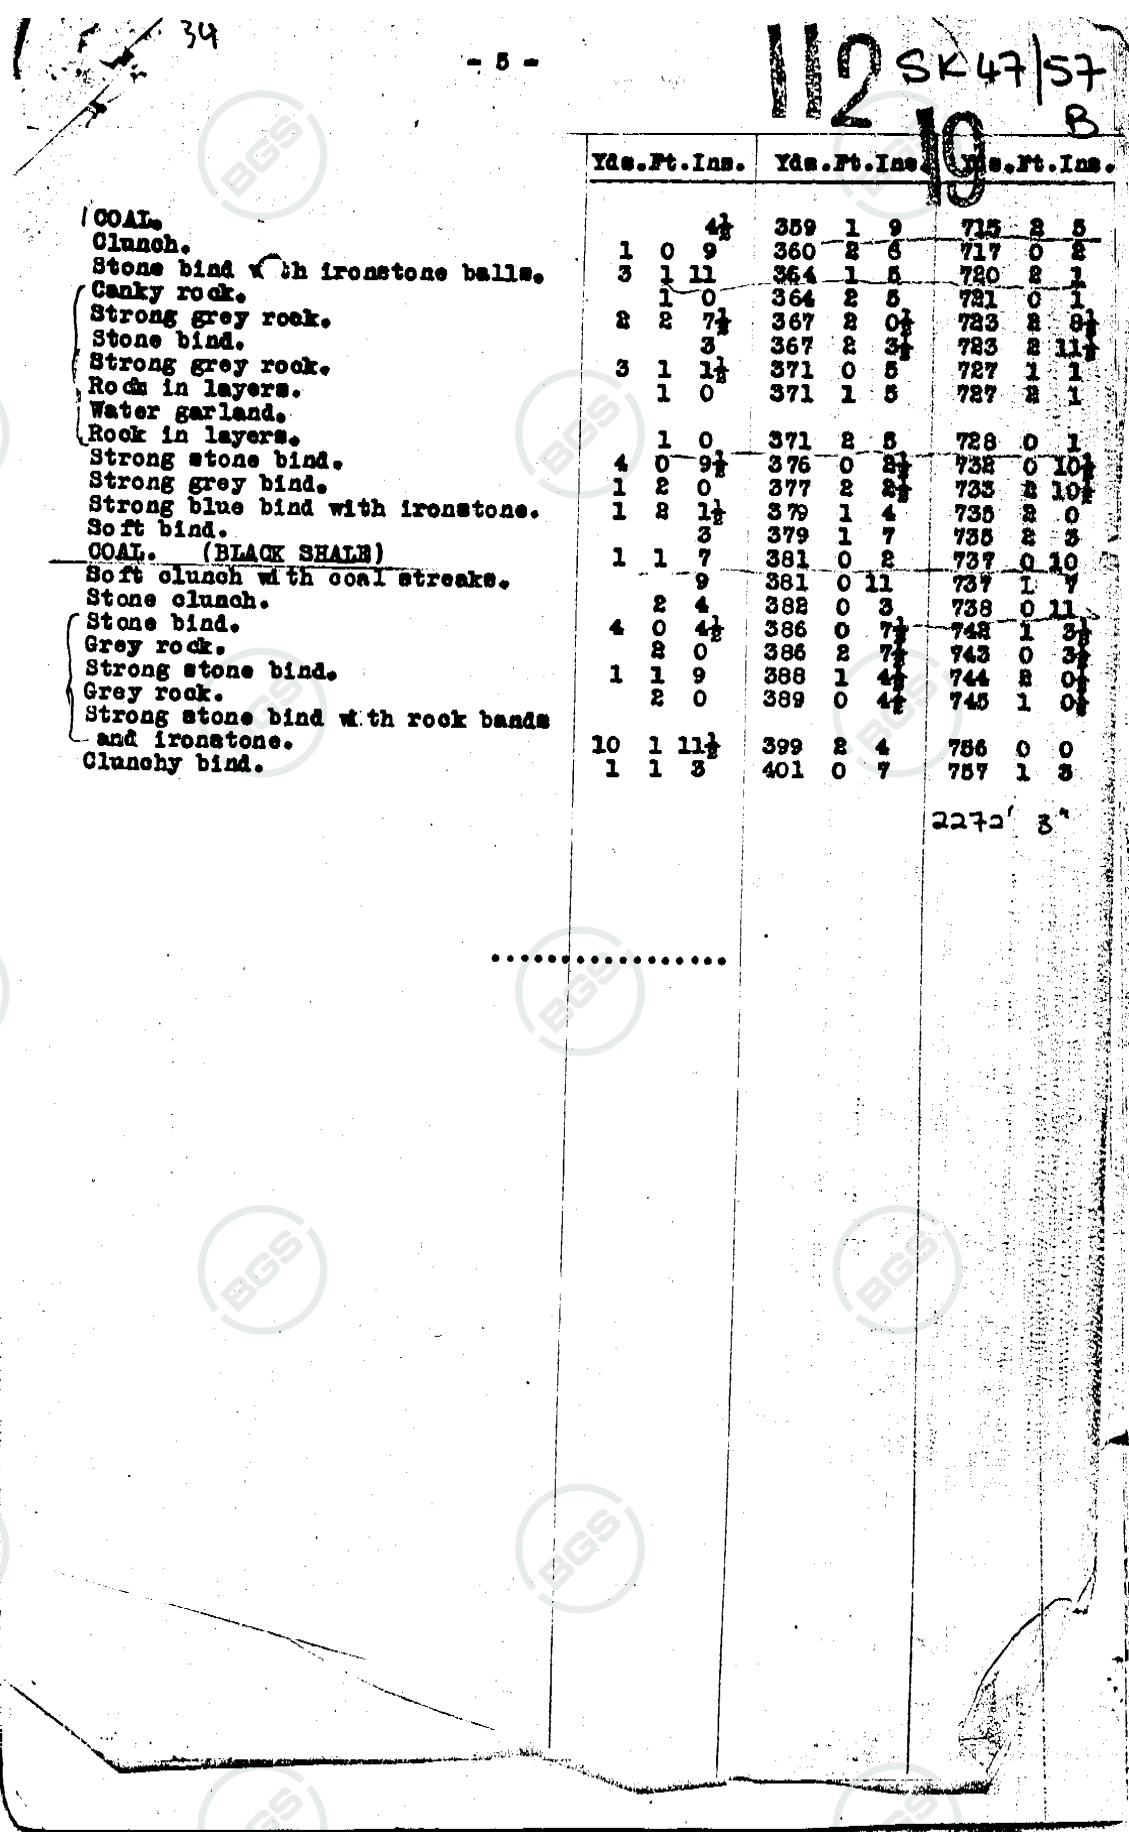 34
- 5 -
112 SK 47/57
B
19
Yds.Ft.Ins. Yds.Ft.Ins. Yds.Ft.Ins.
COAL. 4½ 359 1 9 715 2 5
Clunch. 1 0 9 360 2 6 717 0 2
Stone bind with ironstone balls. 3 1 11 364 1 5 720 2 1
Canky rock. 1 0 364 2 5 721 0 1
Strong grey rock. 2 2 7½ 367 2 0½ 723 2 8½
Stone bind. 3 367 2 3½ 723 2 11½
Strong grey rock. 3 1 1½ 371 0 5 727 1 1
Rock in layers. 1 0 371 1 5 727 2 1
Water garland.
Rock in layers. 1 0 371 2 5 728 0 1
Strong stone bind. 4 0 9½ 376 0 2½ 732 0 10½
Strong grey bind. 1 2 0 377 2 2½ 733 2 10½
Strong blue bind with ironstone. 1 2 1½ 379 1 4 735 2 0
Soft bind. 3 379 1 7 735 2 3
COAL. (BLACK SHALE) 1 1 7 381 0 2 737 0 10
Soft clunch with coal streaks. 9 381 0 11 737 1 7
Stone clunch. 2 4 382 0 3 738 0 11
Stone bind. 4 0 4½ 386 0 7½ 742 1 3½
Grey rock. 2 0 386 2 7½ 743 0 3½
Strong stone bind. 1 1 9 388 1 4½ 744 2 0½
Grey rock. 2 0 389 0 4½ 745 1 0½
Strong stone bind with rock bands
and ironstone. 10 1 11½ 399 2 4 756 0 0
Clunchy bind. 1 1 3 401 0 7 757 1 3
2272' 3"
..................
BGS
BGS
BGS
BGS
BGS
BGS
BGS
BGS
BGS
BGS
BGS